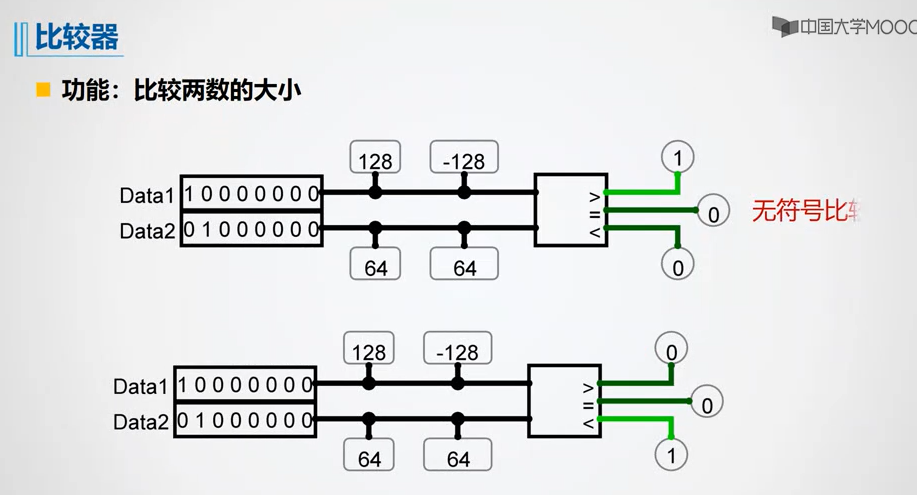 比较器
中国大学MOOC
功能：比较两数的大小
128 -128 1
Data1 1 0 0 0 0 0 0 0 >
= 0 无符号比较
Data2 0 1 0 0 0 0 0 0 <
64 64 0
128 -128 0
Data1 1 0 0 0 0 0 0 0 >
= 0
Data2 0 1 0 0 0 0 0 0 <
64 64 1